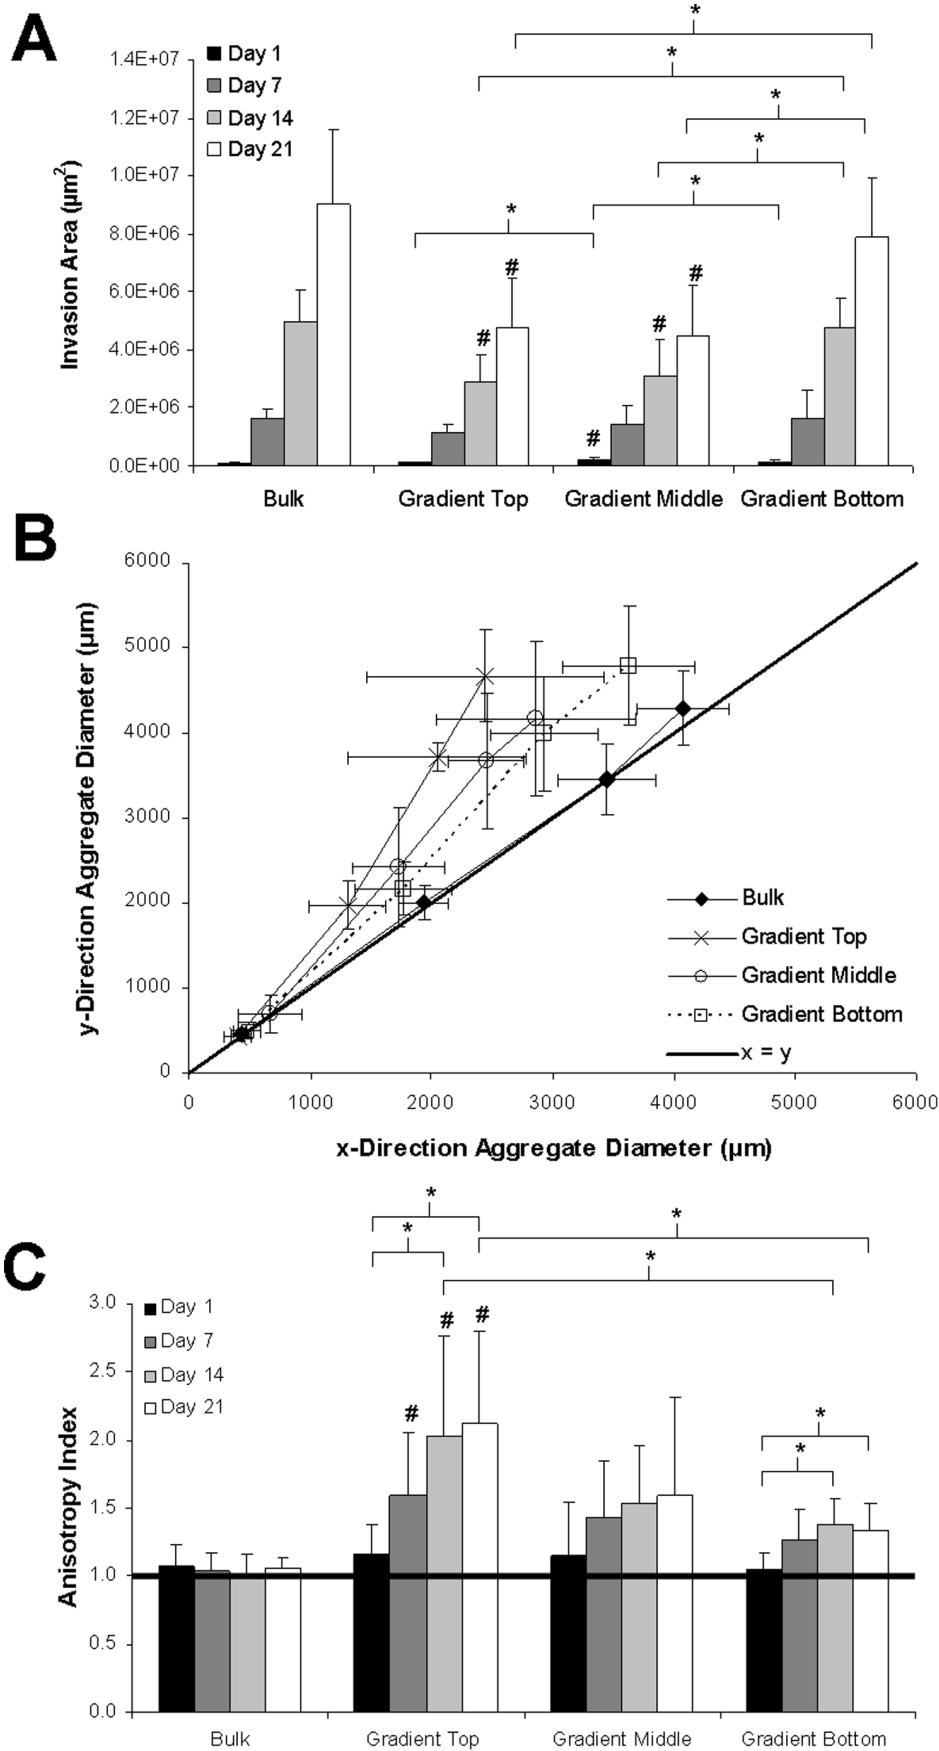 A
* 
*
*
*
*
*
1.4E+07
1.2E+07
1.0E+07
8.0E+06
6.0E+06
4.0E+06
2.0E+06
0.0E+00
Invasion Area (µm²)
Day 1
Day 7
Day 14
Day 21
# # # # #
Bulk Gradient Top Gradient Middle Gradient Bottom
B
6000
5000
4000
3000
2000
1000
0
y-Direction Aggregate Diameter (µm)
Bulk
Gradient Top
Gradient Middle
Gradient Bottom
x = y
0 1000 2000 3000 4000 5000 6000
x-Direction Aggregate Diameter (µm)
C
*
*
*
*
3.0
2.5
2.0
1.5
1.0
0.5
0.0
Anisotropy Index
Day 1
Day 7
Day 14
Day 21
# # #
*
*
Bulk Gradient Top Gradient Middle Gradient Bottom